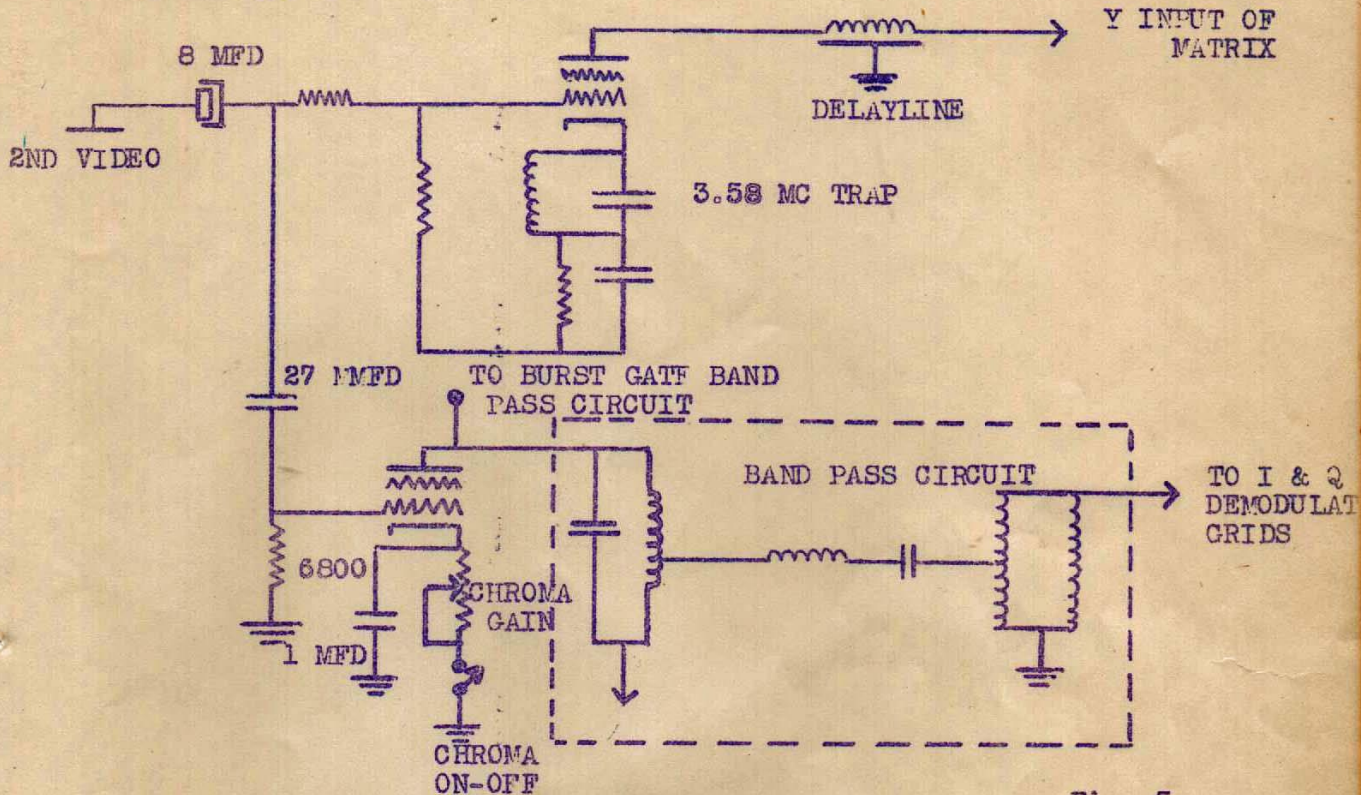 Y INPUT OF
MATRIX
8 MFD
DELAYLINE
2ND VIDEO
3.58 MC TRAP
27 MMFD
TO BURST GATE BAND
PASS CIRCUIT
BAND PASS CIRCUIT
TO I & Q
DEMODULAT
GRIDS
6800
CHROMA
GAIN
1 MFD
CHROMA
ON-OFF